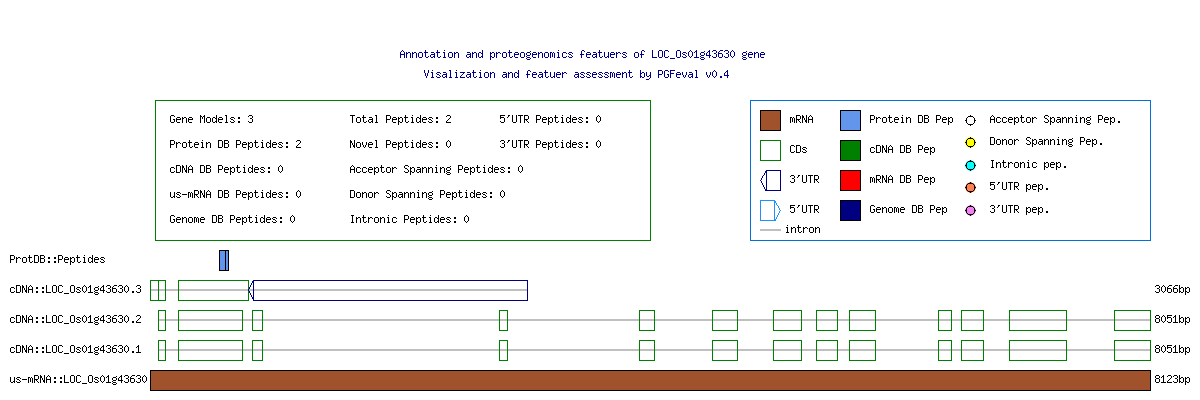 Annotation and proteogenomics featuers of LOC_Os01g43630 gene
Visalization and featuer assessment by PGFeval v0.4
Gene Models: 3 Total Peptides: 2 5'UTR Peptides: 0
Protein DB Peptides: 2 Novel Peptides: 0 3'UTR Peptides: 0
cDNA DB Peptides: 0 Acceptor Spanning Peptides: 0
us-mRNA DB Peptides: 0 Donor Spanning Peptides: 0
Genome DB Peptides: 0 Intronic Peptides: 0
mRNA Protein DB Pep Acceptor Spanning Pep.
CDs cDNA DB Pep Donor Spanning Pep.
3'UTR mRNA DB Pep Intronic pep.
5'UTR Genome DB Pep 5'UTR pep.
intron 3'UTR pep.
ProtDB::Peptides
cDNA::LOC_Os01g43630.3 3066bp
cDNA::LOC_Os01g43630.2 8051bp
cDNA::LOC_Os01g43630.1 8051bp
us-mRNA::LOC_Os01g43630 8123bp